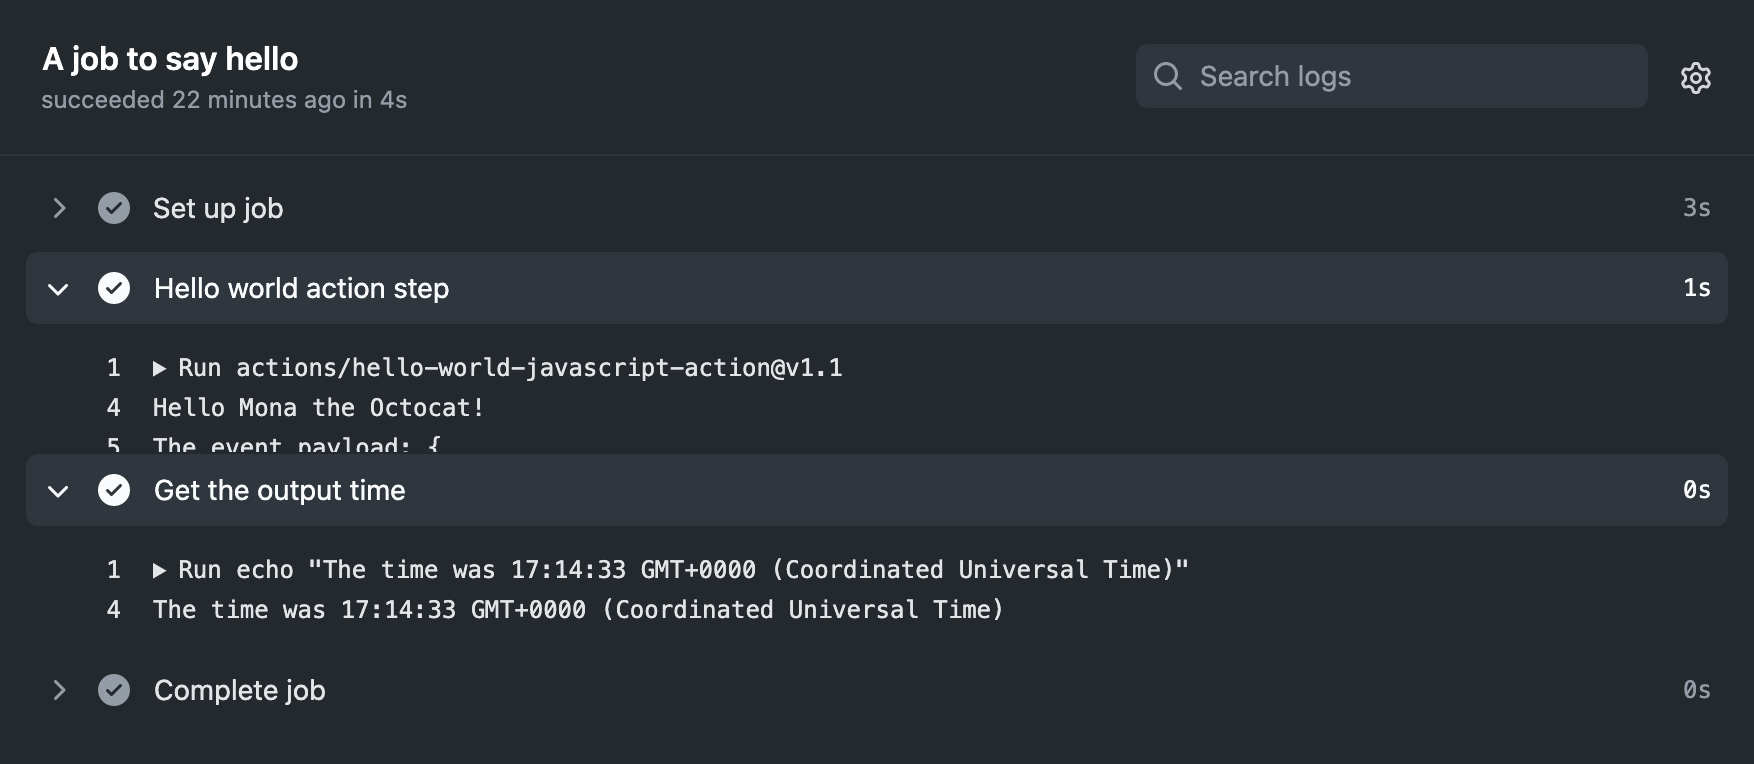 A job to say hello
succeeded 22 minutes ago in 4s
Search logs
Set up job 3s
Hello world action step 1s
1 ▶ Run actions/hello-world-javascript-action@v1.1
4 Hello Mona the Octocat!
5 The event payload: {
Get the output time 0s
1 ▶ Run echo "The time was 17:14:33 GMT+0000 (Coordinated Universal Time)"
4 The time was 17:14:33 GMT+0000 (Coordinated Universal Time)
Complete job 0s